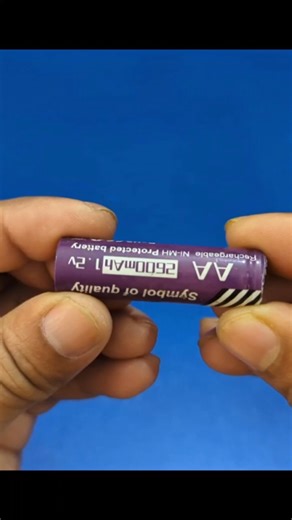 Symbol of quality
AA 2600mAh 1.2v
Rechargeable Ni-MH Protected battery